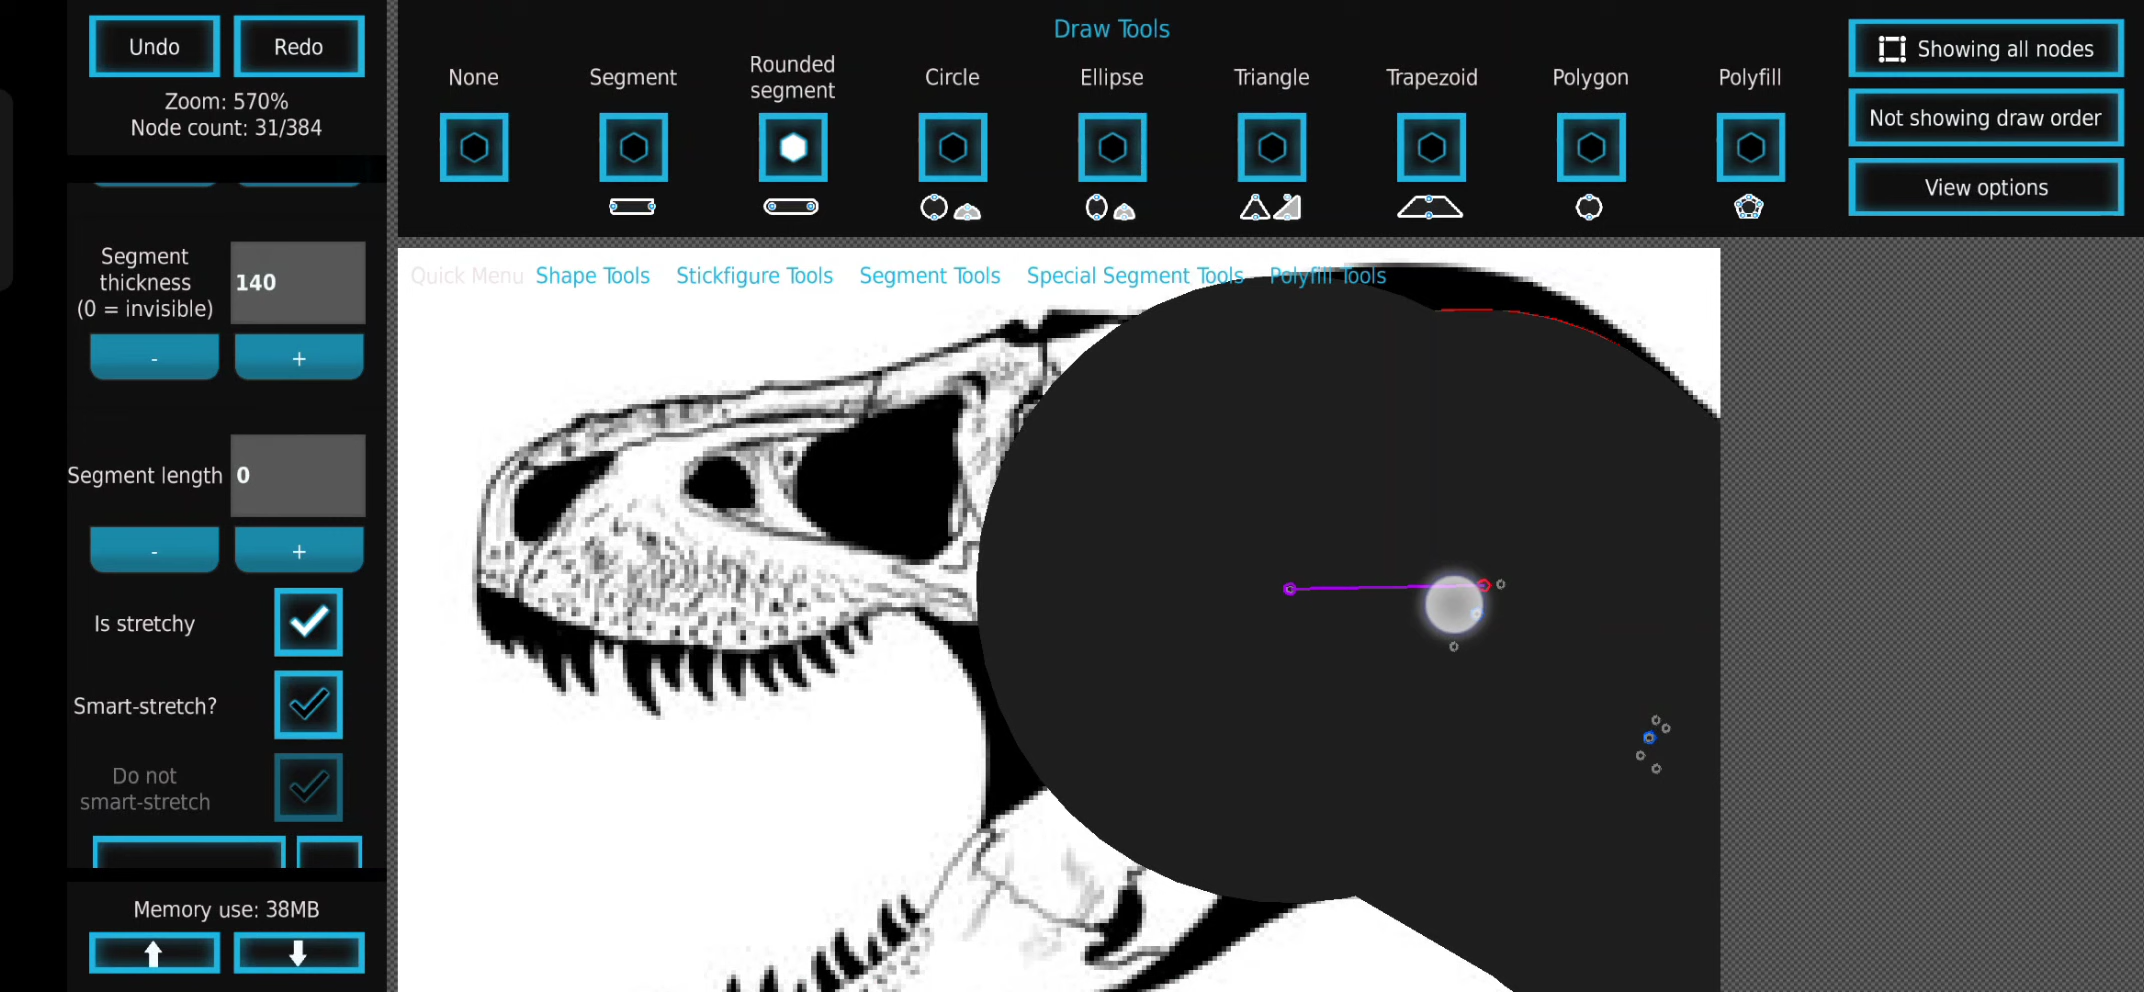 Undo
Redo
Zoom: 570%
Node count: 31/384
Draw Tools
None
Segment
Rounded
segment
Circle
Ellipse
Triangle
Trapezoid
Polygon
Polyfill
Showing all nodes
Not showing draw order
View options
Quick Menu
Shape Tools
Stickfigure Tools
Segment Tools
Special Segment Tools
Polyfill Tools
Segment
thickness
(0 = invisible)
140
-
+
Segment length
0
-
+
Is stretchy
Smart-stretch?
Do not
smart-stretch
Memory use: 38MB